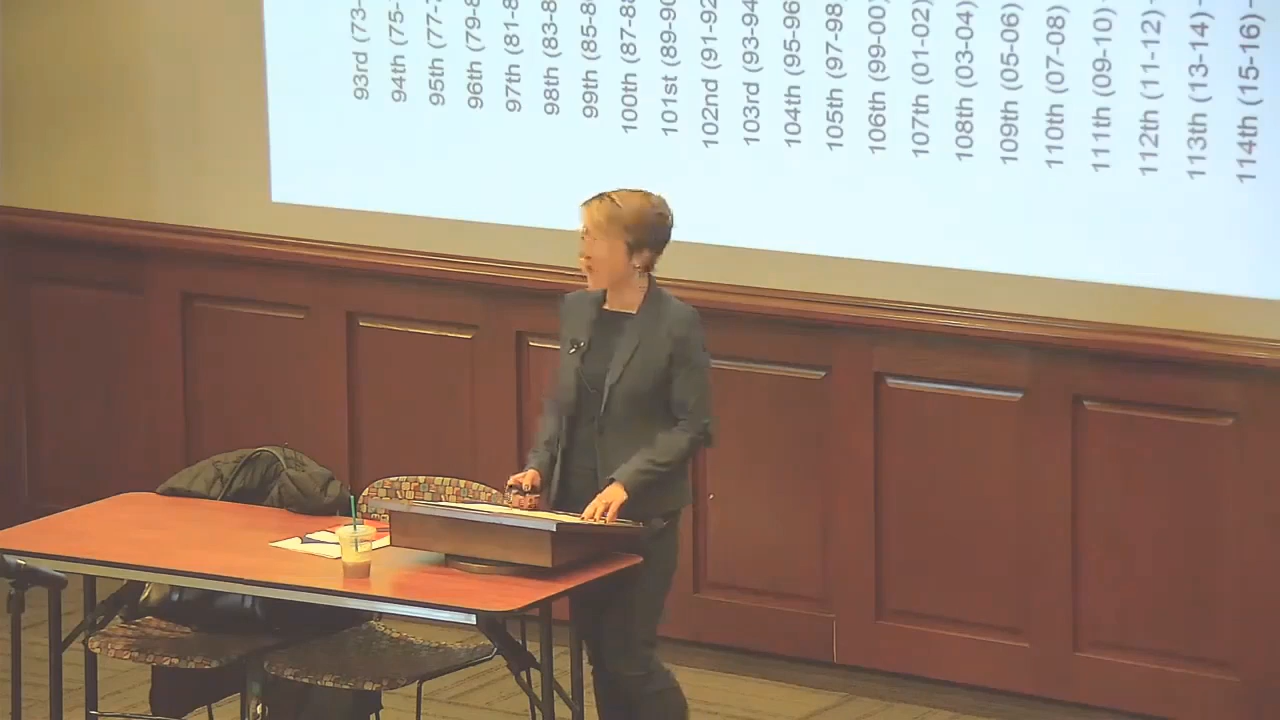 93rd (73-
94th (75-
95th (77-
96th (79-8
97th (81-8
98th (83-8
99th (85-8
100th (87-88
101st (89-90
102nd (91-92
103rd (93-94
104th (95-96
105th (97-98)
106th (99-00)
107th (01-02)
108th (03-04)
109th (05-06)
110th (07-08)
111th (09-10)
112th (11-12)
113th (13-14)
114th (15-16)